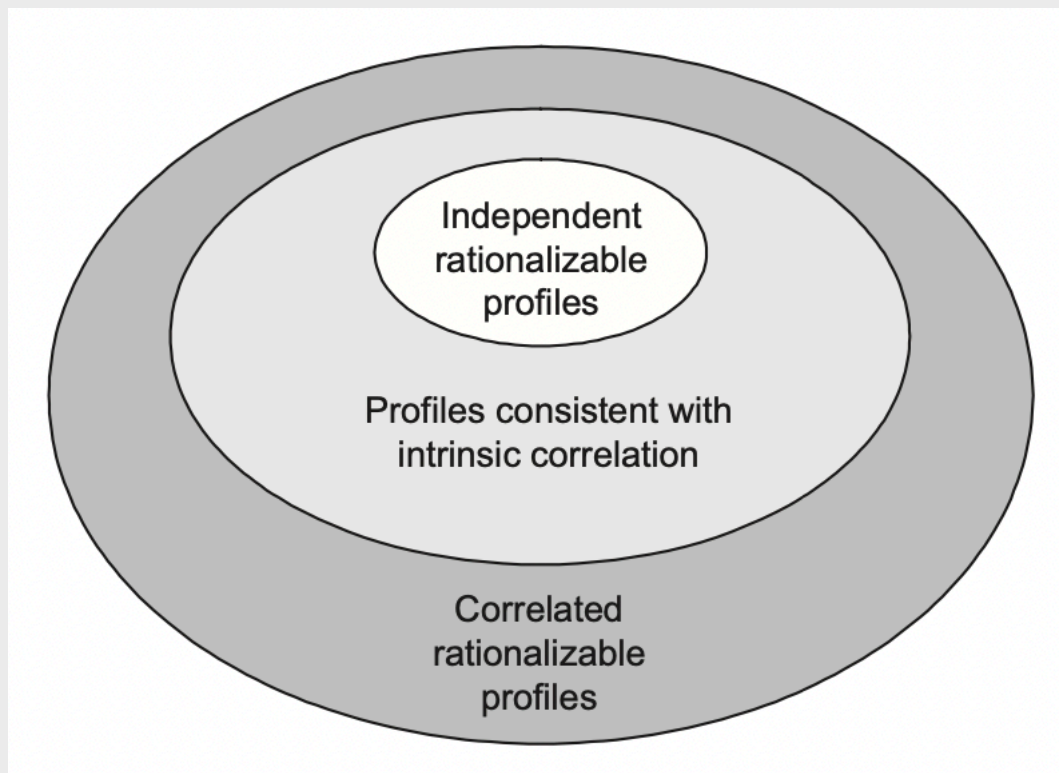 Independent
rationalizable
profiles
Profiles consistent with
intrinsic correlation
Correlated
rationalizable
profiles